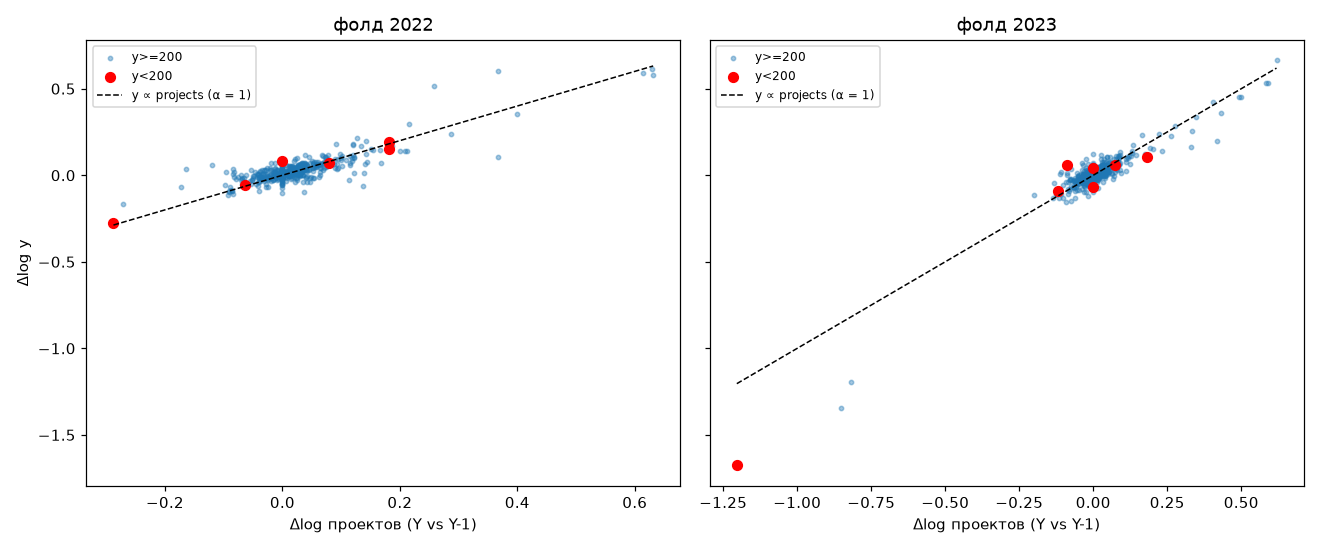 фолд 2022
y>=200
y<200
y ∝ projects (α = 1)
0.5
0.0
−0.5
−1.0
−1.5
Δlog y
−0.2
0.0
0.2
0.4
0.6
Δlog проектов (Y vs Y-1)
фолд 2023
y>=200
y<200
y ∝ projects (α = 1)
−1.25
−1.00
−0.75
−0.50
−0.25
0.00
0.25
0.50
Δlog проектов (Y vs Y-1)